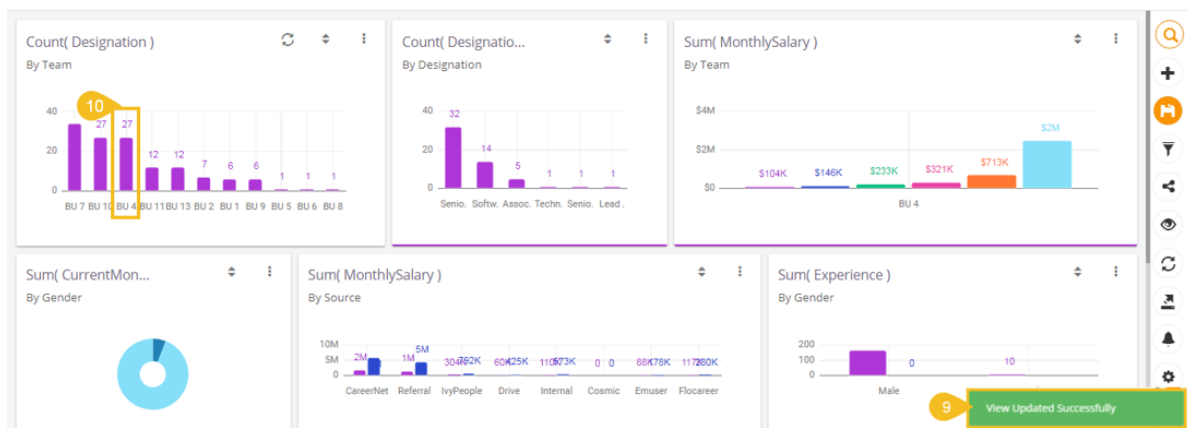 Count( Designation )
By Team
40
20
0
10
27
27
12
12
7
6
6
1
1
1
BU 7 BU 10 BU 4 BU 11 BU 13 BU 2 BU 1 BU 9 BU 5 BU 6 BU 8
Count( Designatio...
By Designation
40
20
0
32
14
5
1
1
1
Senio. Softw. Assoc. Techn. Senio. Lead .
Sum( MonthlySalary )
By Team
$4M
$2M
$0
$104K
$146K
$233K
$321K
$713K
$2M
BU 4
Sum( CurrentMon...
By Gender
Sum( MonthlySalary )
By Source
10M
5M
0
2M
1M
5M
792K
425K
573K
0 0
CareerNet Referral IvyPeople Drive Internal Cosmic Emuser Flocareer
Sum( Experience )
By Gender
200
100
0
0
10
Male
9
View Updated Successfully